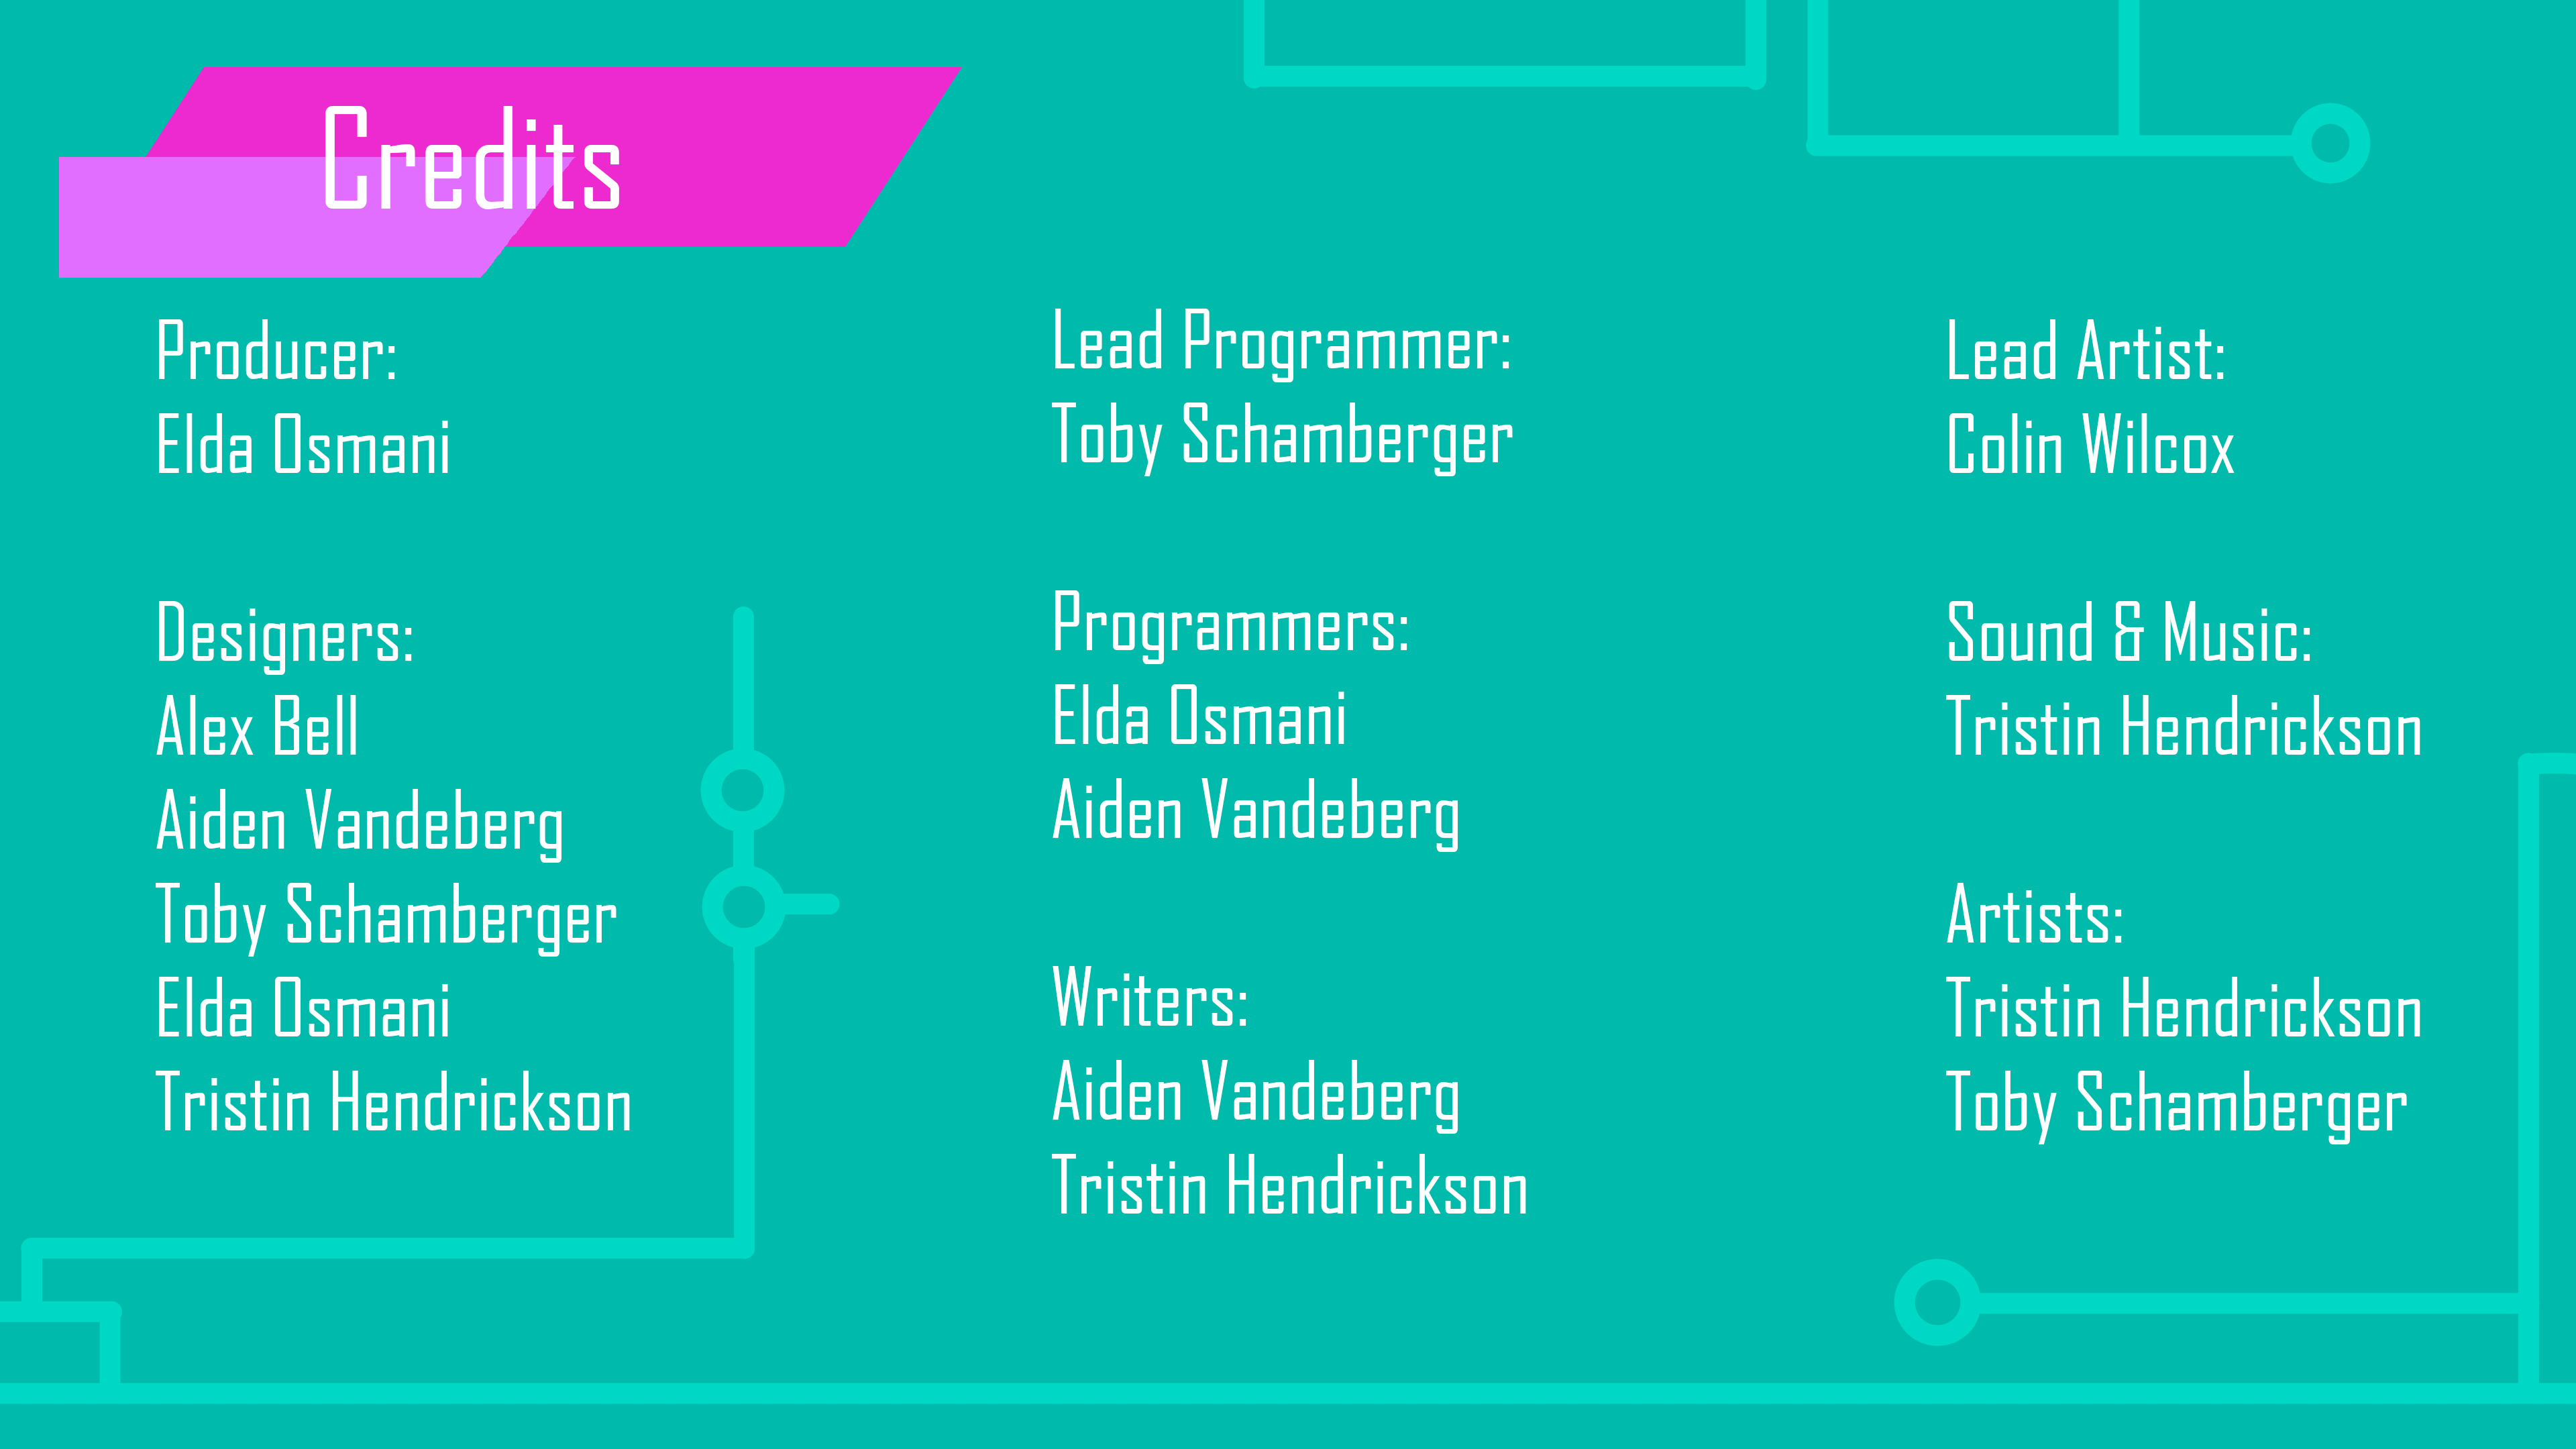 Credits
Producer:
Elda Osmani
Designers:
Alex Bell
Aiden Vandeberg
Toby Schamberger
Elda Osmani
Tristin Hendrickson
Lead Programmer:
Toby Schamberger
Programmers:
Elda Osmani
Aiden Vandeberg
Writers:
Aiden Vandeberg
Tristin Hendrickson
Lead Artist:
Colin Wilcox
Sound & Music:
Tristin Hendrickson
Artists:
Tristin Hendrickson
Toby Schamberger